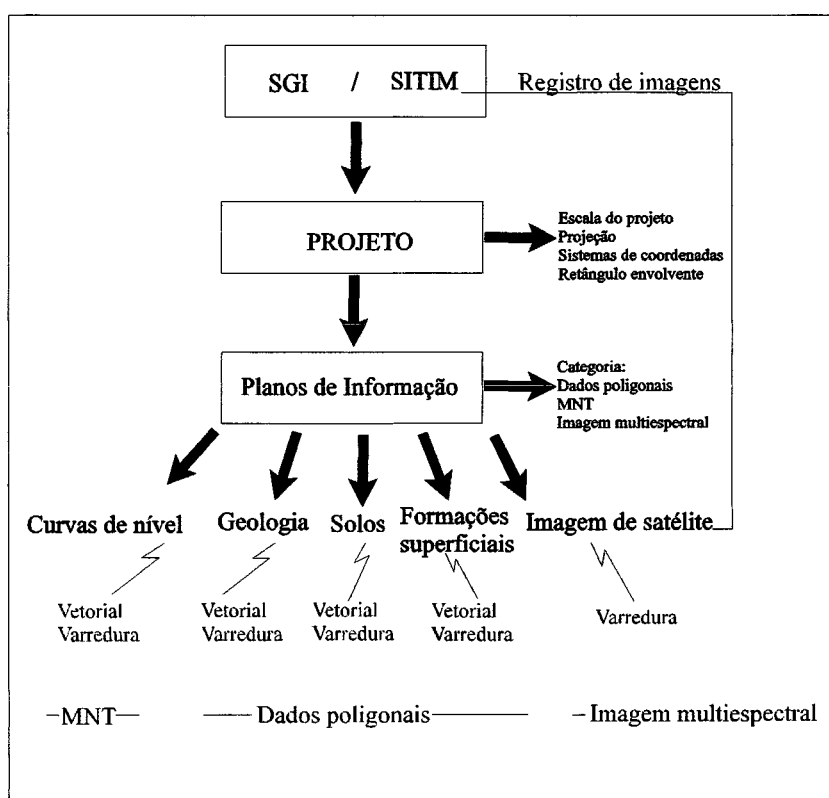 SGI / SITIM
Registro de imagens
PROJETO
Escala do projeto
Projeção
Sistemas de coordenadas
Retângulo envolvente
Planos de Informação
Categoria:
Dados poligonais
MNT
Imagem multiespectral
Curvas de nível
Geologia
Solos
Formações
superficiais
Imagem de satélite
Vetorial
Varredura
Vetorial
Varredura
Vetorial
Varredura
Vetorial
Varredura
Varredura
MNT
Dados poligonais
Imagem multiespectral